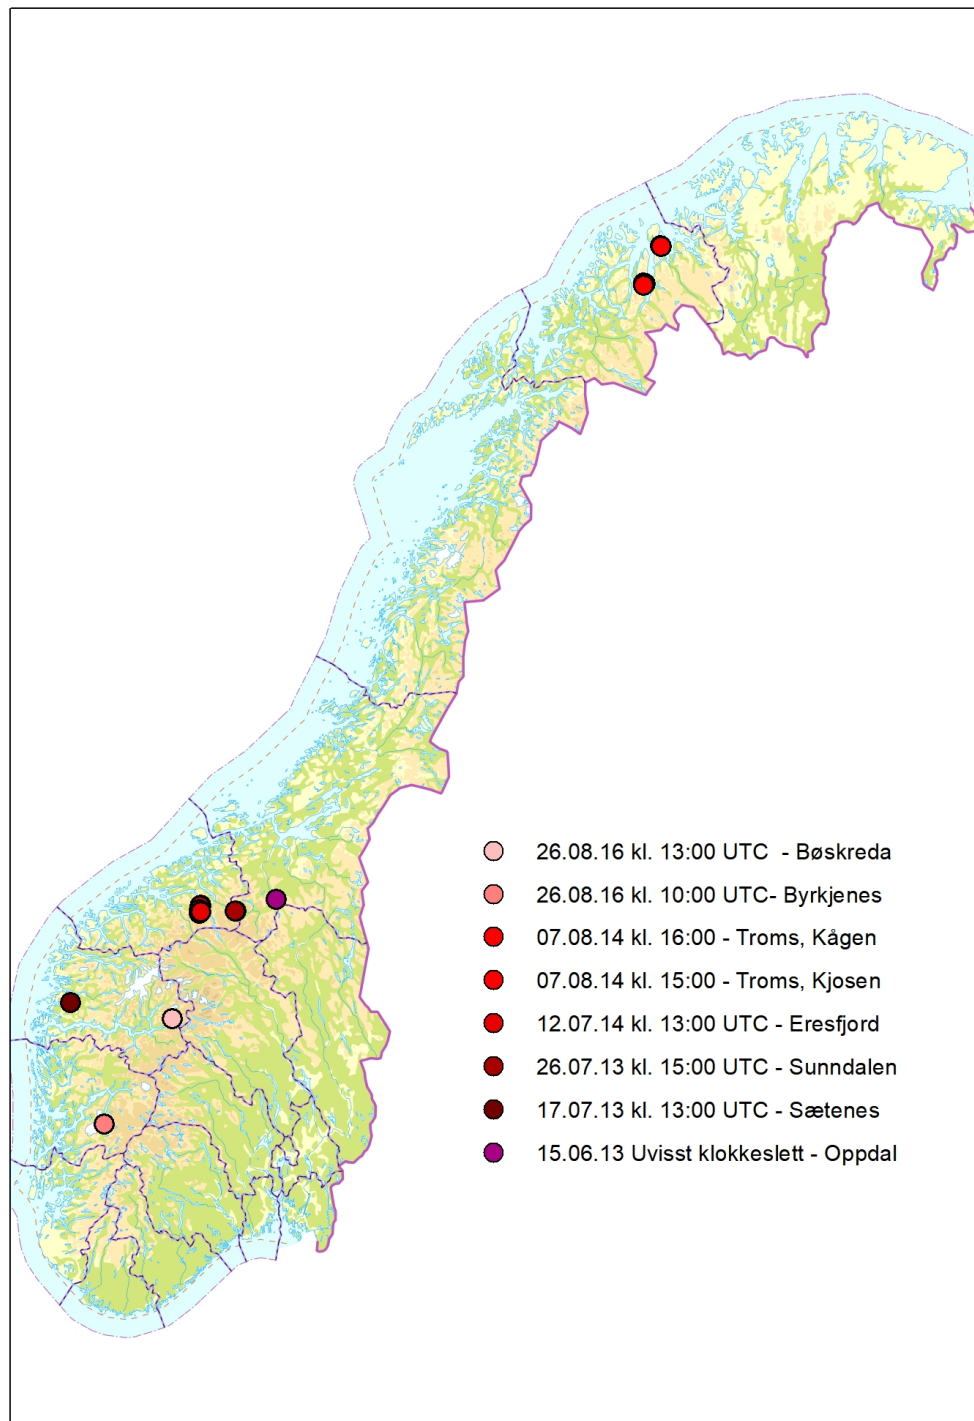 26.08.16 kl. 13:00 UTC - Bøskreda
26.08.16 kl. 10:00 UTC- Byrkjenes
07.08.14 kl. 16:00 - Troms, Kågen
07.08.14 kl. 15:00 - Troms, Kjosen
12.07.14 kl. 13:00 UTC - Eresfjord
26.07.13 kl. 15:00 UTC - Sunndalen
17.07.13 kl. 13:00 UTC - Sætenes
15.06.13 Uvisst klokkeslett - Oppdal